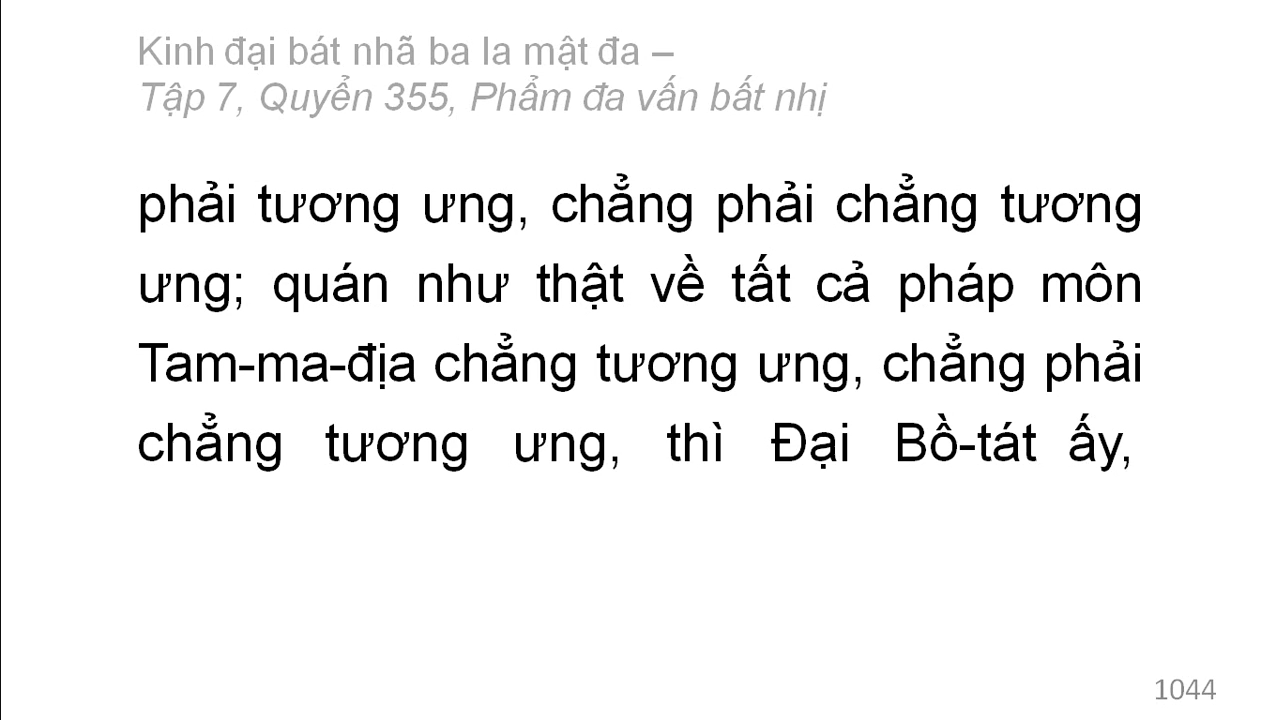 Kinh đại bát nhã ba la mật đa –
Tập 7, Quyển 355, Phẩm đa vấn bất nhị
phải tương ưng, chẳng phải chẳng tương
ưng; quán như thật về tất cả pháp môn
Tam-ma-địa chẳng tương ưng, chẳng phải
chẳng tương ưng, thì Đại Bồ-tát ấy,
1044